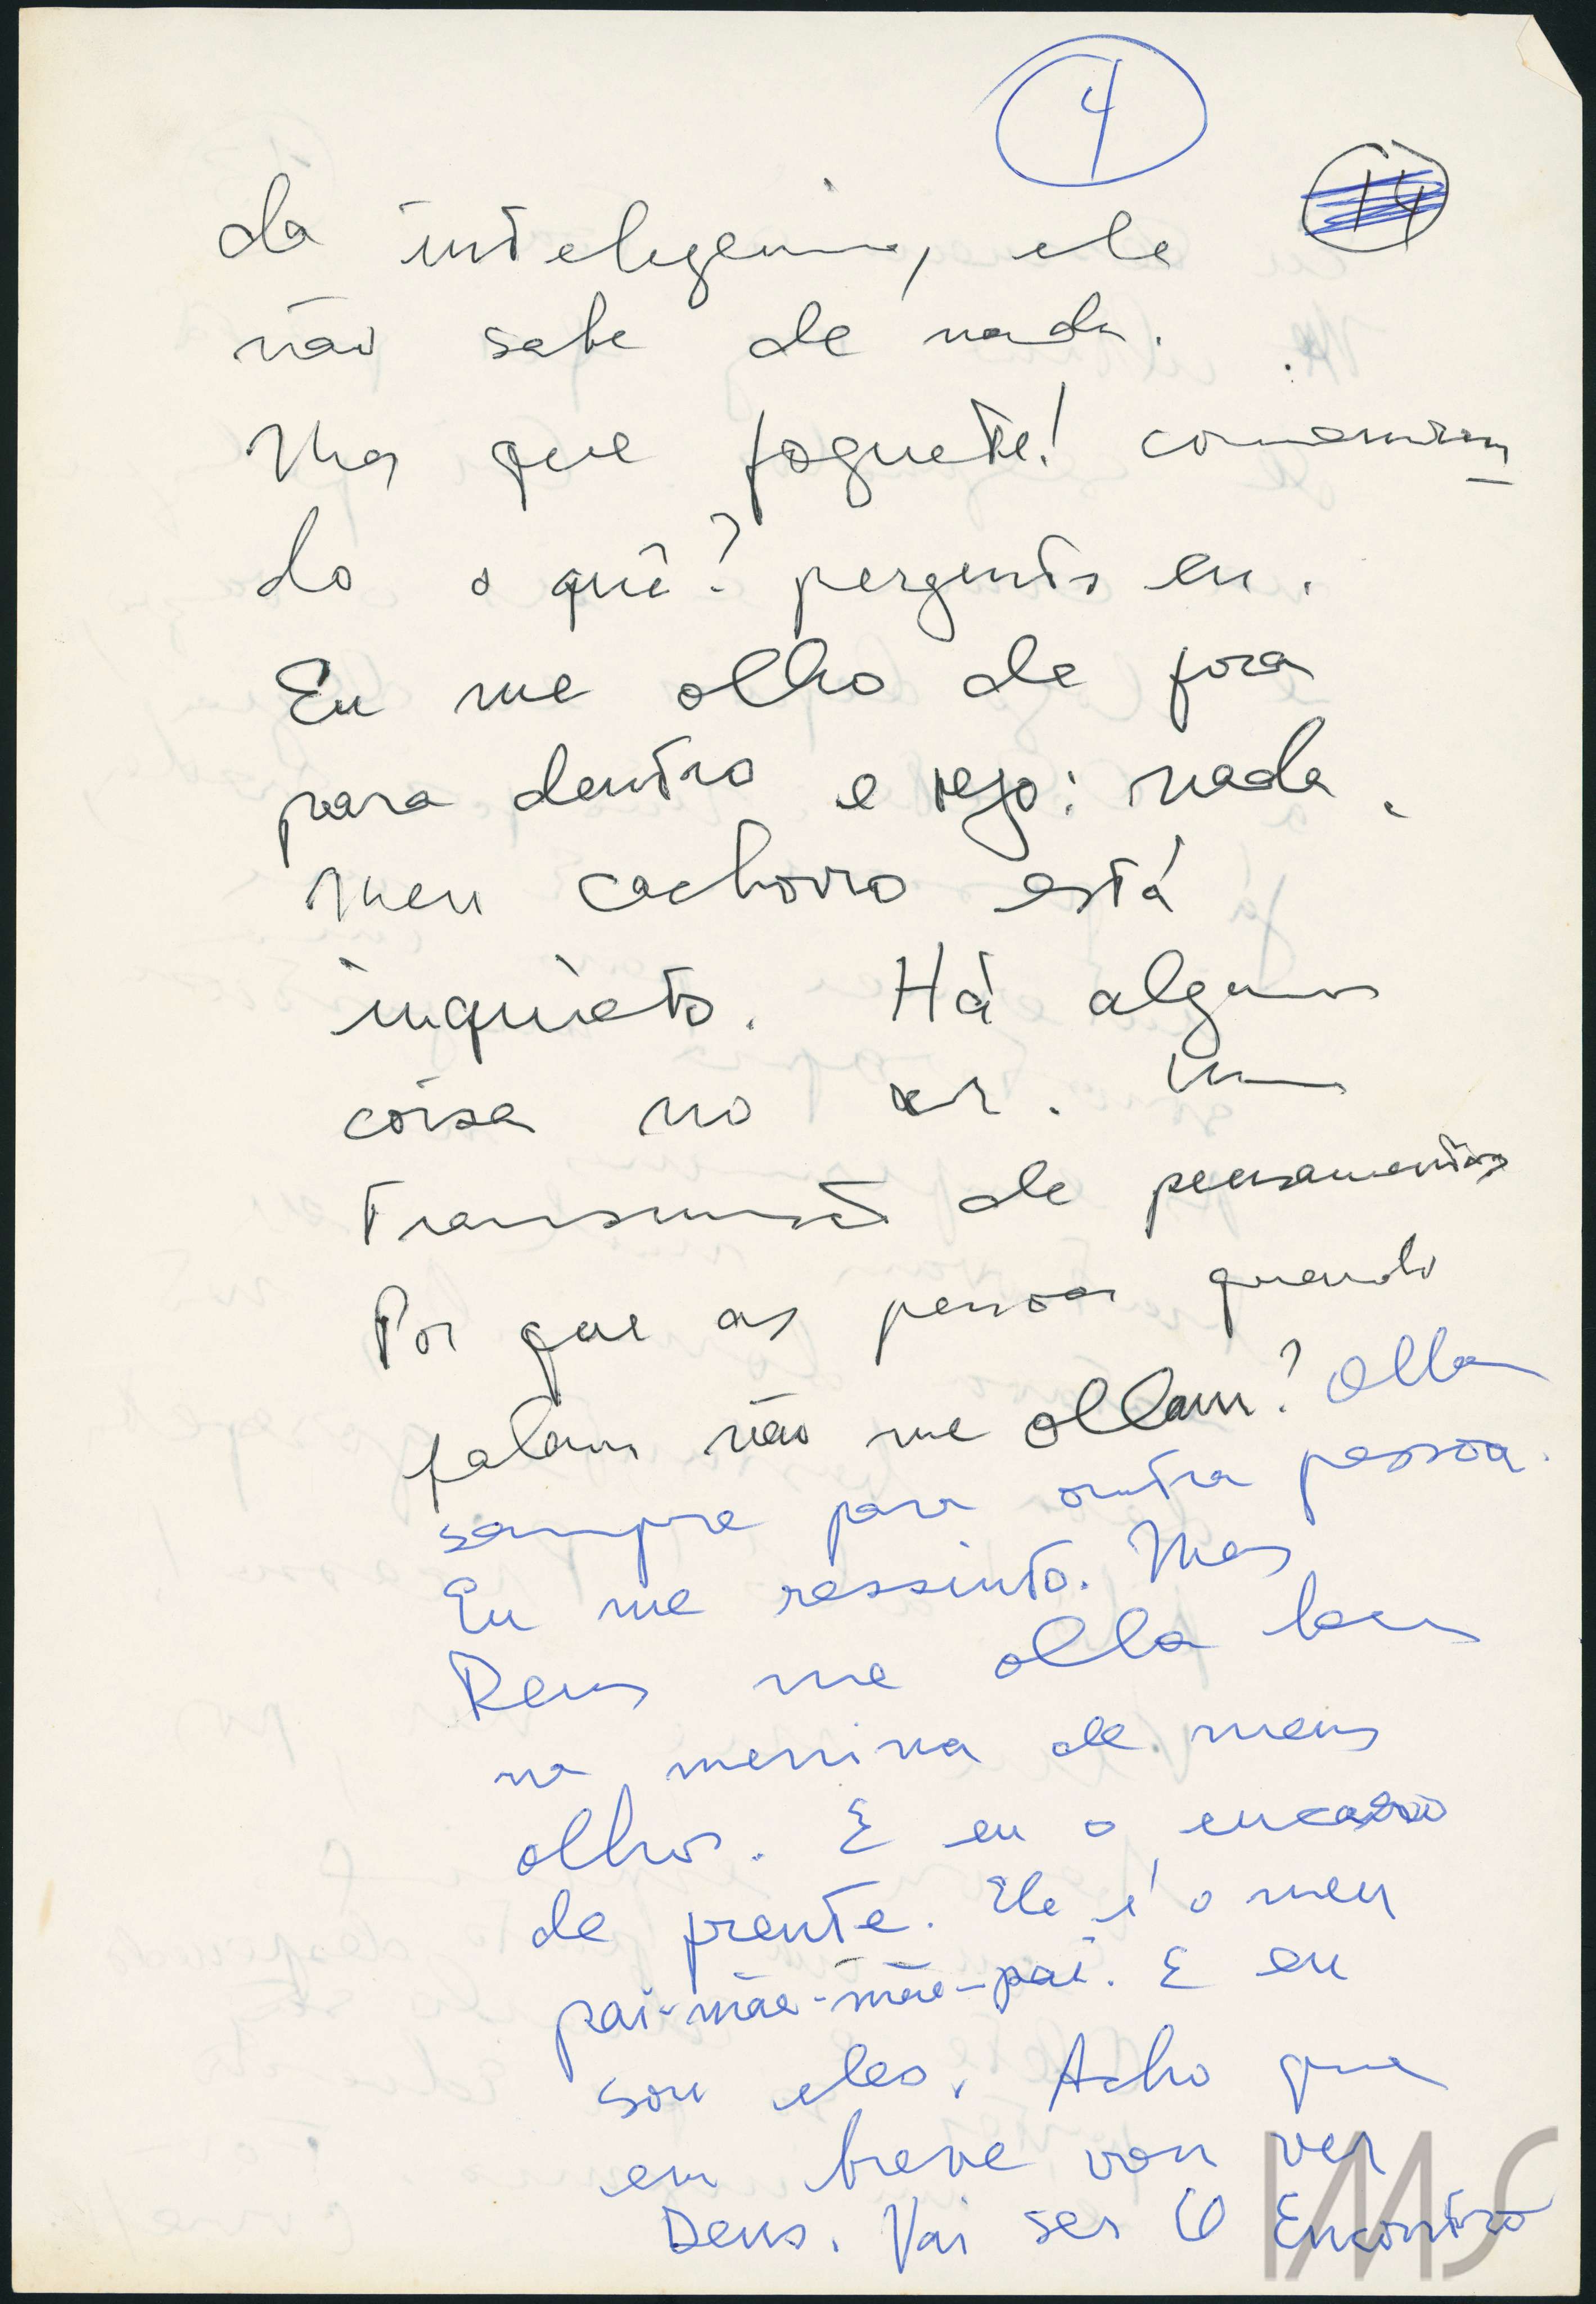 4
14
da inteligencia, ele
não sabe de nada.
Mas que foguete! comemoran
do o quê? pergunto eu.
Eu me olho de fora
para dentro e vejo: nada.
Meu cachorro está
inquieto. Há alguma
coisa no ar. Uma
Transmissão de pensamentos
Por que as pessoas quando
falam não me olham? Olham
sempre para outra pessoa.
Eu me ressinto. Mas
Deus me olha bem
na menina de meus
olhos. E eu o encaro
de frente. Ele é o meu
pai-mãe-mãe-pai. E eu
sou eles. Acho que
em breve vou ver
Deus. Vai ser O Encontro
IMS